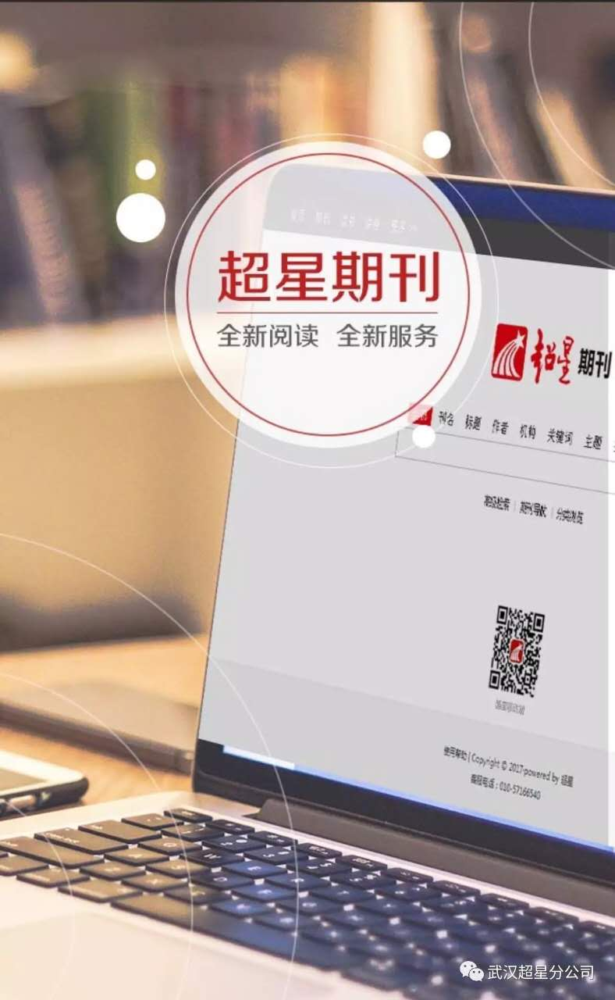 超星期刊
全新阅读 全新服务
超星 期刊
刊名 标题 作者 机构 关键词 主题
高级检索 | 期刊导航 | 分类浏览
使用帮助 | Copyright © 2017-powered by 超星
客服电话：010-57166540
武汉超星分公司